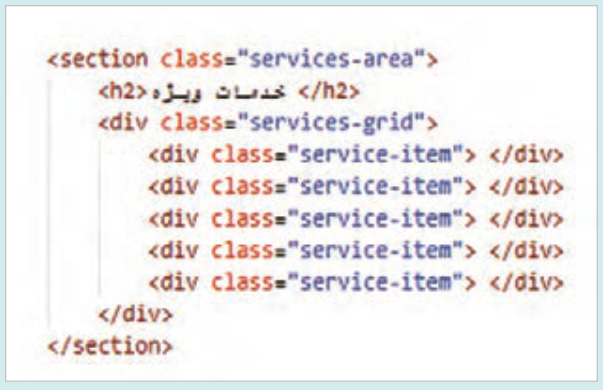 <section class="services-area">
<h2>خدمات ویژه </h2>
<div class="services-grid">
<div class="service-item"> </div>
<div class="service-item"> </div>
<div class="service-item"> </div>
<div class="service-item"> </div>
<div class="service-item"> </div>
</div>
</section>